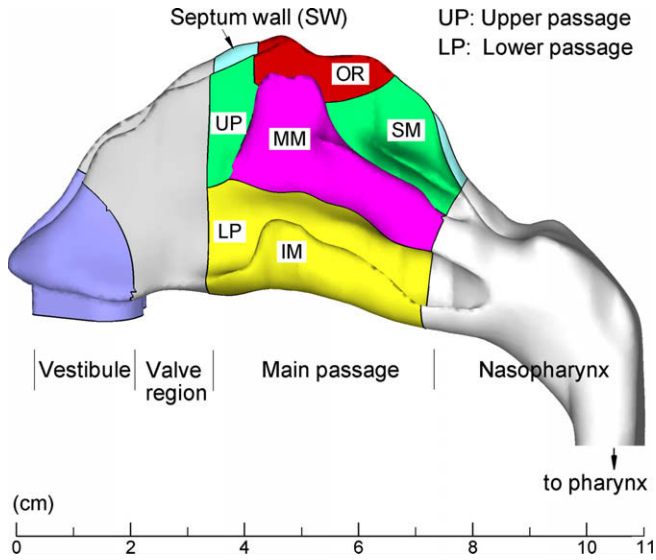 Septum wall (SW)
UP: Upper passage
LP: Lower passage
OR
UP
MM
SM
LP
IM
Vestibule
Valve region
Main passage
Nasopharynx
to pharynx
(cm)
0 2 4 6 8 10 11